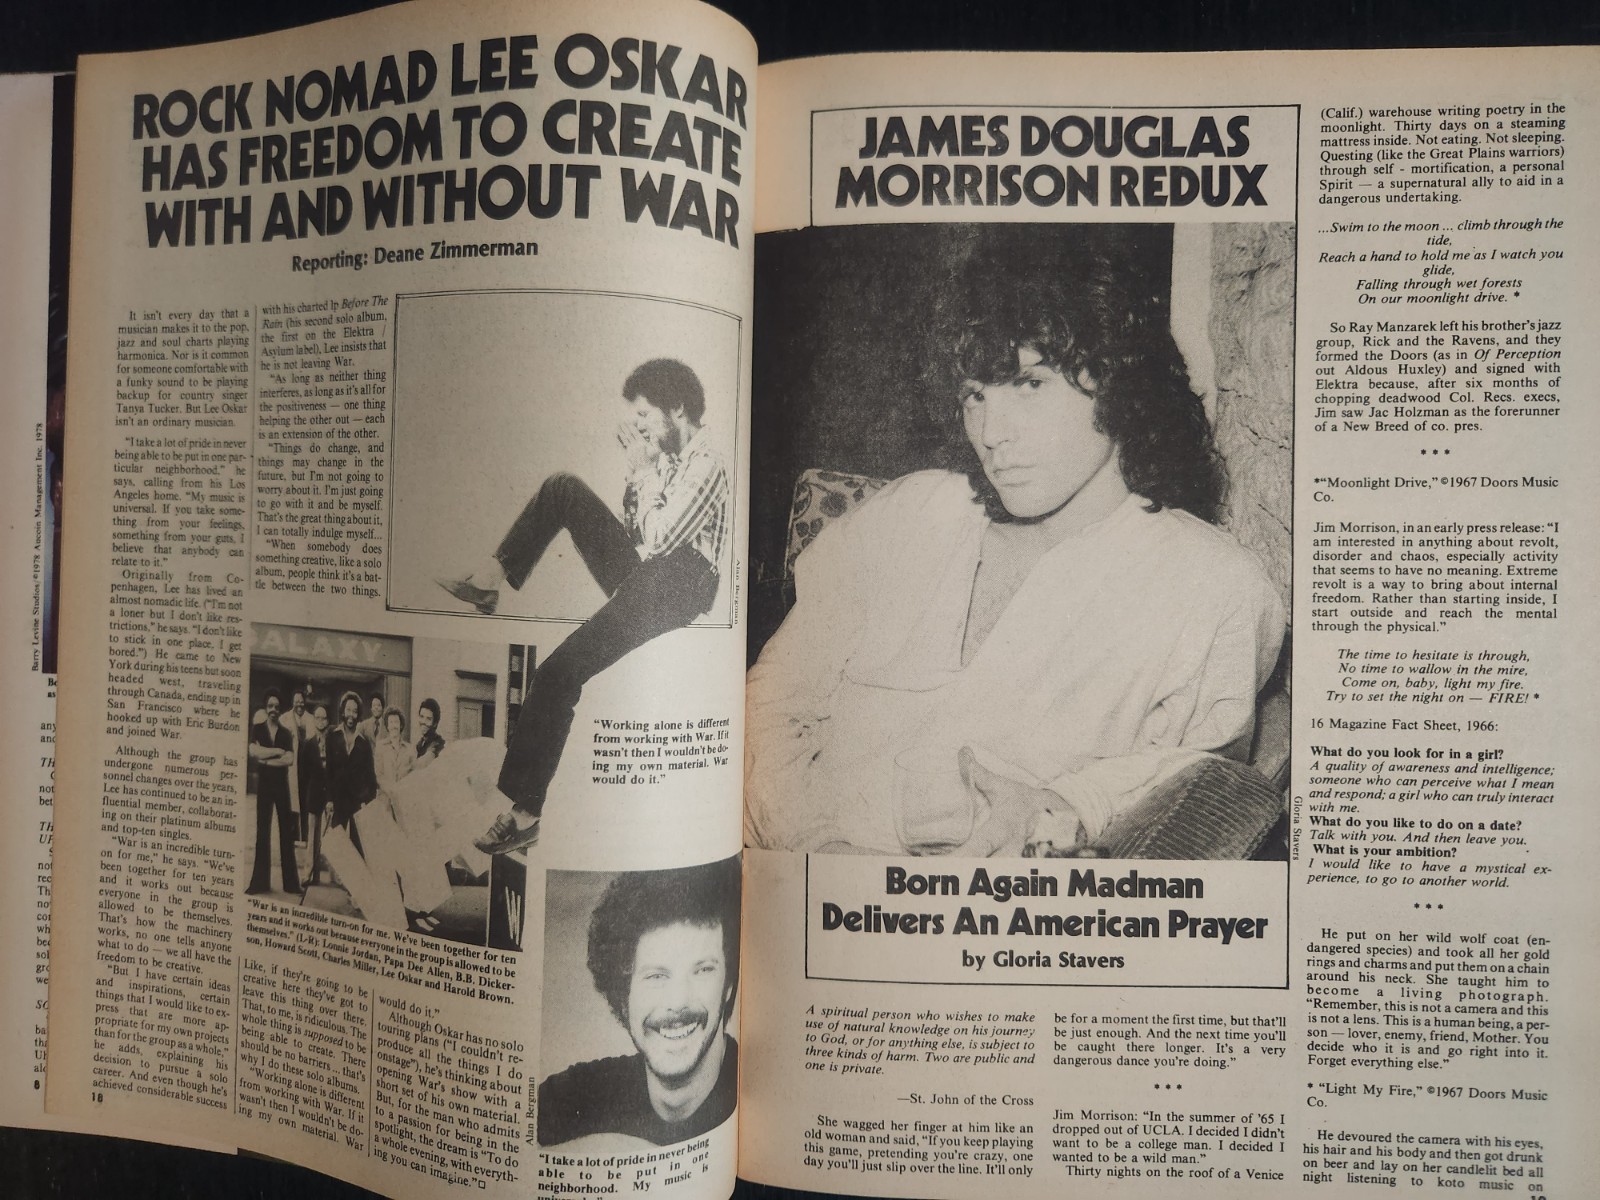 ROCK NOMAD LEE OSKAR
HAS FREEDOM TO CREATE
WITH AND WITHOUT WAR
Reporting: Deane Zimmerman
It isn't every day that a
musician makes it to the pop,
jazz and soul charts playing
harmonica. Nor is it common
for someone comfortable with
a funky sound to be playing
backup for country singer
Tanya Tucker. But Lee Oskar
isn't an ordinary musician.
"I take a lot of pride in never
being able to be put in one par-
ticular neighborhood," he
says, calling from his Los
Angeles home. "My music is
universal. If you take some-
thing from your feelings,
something from your guts, I
believe that anybody can
relate to it."
Originally from Co-
penhagen, Lee has lived an
almost nomadic life. ("I'm not
a loner but I don't like res-
trictions," he says. "I don't like
to stick in one place, I get
bored.") He came to New
York during his teens but soon
headed west, traveling
through Canada, ending up in
San Francisco where he
hooked up with Eric Burdon
and joined War.
Although the group has
undergone numerous per-
sonnel changes over the years,
Lee has continued to be an in-
fluential member, collaborat-
ing on their platinum albums
and top-ten singles.
"War is an incredible turn-
on for me," he says. "We've
been together for ten years
and it works out because
everyone in the group is
allowed to be themselves.
That's how the machinery
works, no one tells anyone
what to do — we all have the
freedom to be creative.
"But I have certain ideas
and inspirations, certain
things that I would like to ex-
press that are more ap-
propriate for my own projects
than for the group as a whole,"
he adds, explaining his
decision to pursue a solo
career. And even though he's
achieved considerable success
with his charted lp Before The
Rain (his second solo album,
the first on the Elektra /
Asylum label), Lee insists that
he is not leaving War.
"As long as neither thing
interferes, as long as it's all for
the positiveness — one thing
helping the other out — each
is an extension of the other.
"Things do change, and
things may change in the
future, but I'm not going to
worry about it. I'm just going
to go with it and be myself.
That's the great thing about it,
I can totally indulge myself...
"When somebody does
something creative, like a solo
album, people think it's a bat-
tle between the two things.
Like, if they're going to be
creative here they've got to
leave this thing over there.
That, to me, is ridiculous. The
whole thing is supposed to be
being able to create. There
should be no barriers ... that's
why I do these solo albums.
"Working alone is different
from working with War. If it
wasn't then I wouldn't be do-
ing my own material. War
would do it."
Although Oskar has no solo
touring plans ("I couldn't re-
produce all the things I do
onstage"), he's thinking about
opening War's show with a
short set of his own material.
But, for the man who admits
to a passion for being in the
spotlight, the dream is "To do
a whole evening, with everyth-
ing you can imagine."□
Alan Bergman
GALAXY
"Working alone is different
from working with War. If it
wasn't then I wouldn't be do-
ing my own material. War
would do it."
"War is an incredible turn-on for me. We've been together for ten
years and it works out because everyone in the group is allowed to be
themselves." (L-R): Lonnie Jordan, Papa Dee Allen, B.B. Dicker-
son, Howard Scott, Charles Miller, Lee Oskar and Harold Brown.
Alan Bergman
"I take a lot of pride in never being
able to be put in one
neighborhood. My music is
18
Barry Levine Studios/©1978 Aucoin Management Inc. 1978
8
JAMES DOUGLAS
MORRISON REDUX
Gloria Stavers
Born Again Madman
Delivers An American Prayer
by Gloria Stavers
A spiritual person who wishes to make
use of natural knowledge on his journey
to God, or for anything else, is subject to
three kinds of harm. Two are public and
one is private.
—St. John of the Cross
She wagged her finger at him like an
old woman and said, "If you keep playing
this game, pretending you're crazy, one
day you'll just slip over the line. It'll only
be for a moment the first time, but that'll
be just enough. And the next time you'll
be caught there longer. It's a very
dangerous dance you're doing."
* * *
Jim Morrison: "In the summer of '65 I
dropped out of UCLA. I decided I didn't
want to be a college man. I decided I
wanted to be a wild man."
Thirty nights on the roof of a Venice
(Calif.) warehouse writing poetry in the
moonlight. Thirty days on a steaming
mattress inside. Not eating. Not sleeping.
Questing (like the Great Plains warriors)
through self - mortification, a personal
Spirit — a supernatural ally to aid in a
dangerous undertaking.
...Swim to the moon ... climb through the
tide,
Reach a hand to hold me as I watch you
glide,
Falling through wet forests
On our moonlight drive. *
So Ray Manzarek left his brother's jazz
group, Rick and the Ravens, and they
formed the Doors (as in Of Perception
out Aldous Huxley) and signed with
Elektra because, after six months of
chopping deadwood Col. Recs. execs,
Jim saw Jac Holzman as the forerunner
of a New Breed of co. pres.
* * *
*"Moonlight Drive," ©1967 Doors Music
Co.
Jim Morrison, in an early press release: "I
am interested in anything about revolt,
disorder and chaos, especially activity
that seems to have no meaning. Extreme
revolt is a way to bring about internal
freedom. Rather than starting inside, I
start outside and reach the mental
through the physical."
The time to hesitate is through,
No time to wallow in the mire,
Come on, baby, light my fire.
Try to set the night on — FIRE! *
16 Magazine Fact Sheet, 1966:
What do you look for in a girl?
A quality of awareness and intelligence;
someone who can perceive what I mean
and respond; a girl who can truly interact
with me.
What do you like to do on a date?
Talk with you. And then leave you.
What is your ambition?
I would like to have a mystical ex-
perience, to go to another world.
* * *
He put on her wild wolf coat (en-
dangered species) and took all her gold
rings and charms and put them on a chain
around his neck. She taught him to
become a living photograph.
"Remember, this is not a camera and this
is not a lens. This is a human being, a per-
son — lover, enemy, friend, Mother. You
decide who it is and go right into it.
Forget everything else."
* "Light My Fire," ©1967 Doors Music
Co.
He devoured the camera with his eyes,
his hair and his body and then got drunk
on beer and lay on her candlelit bed all
night listening to koto music on